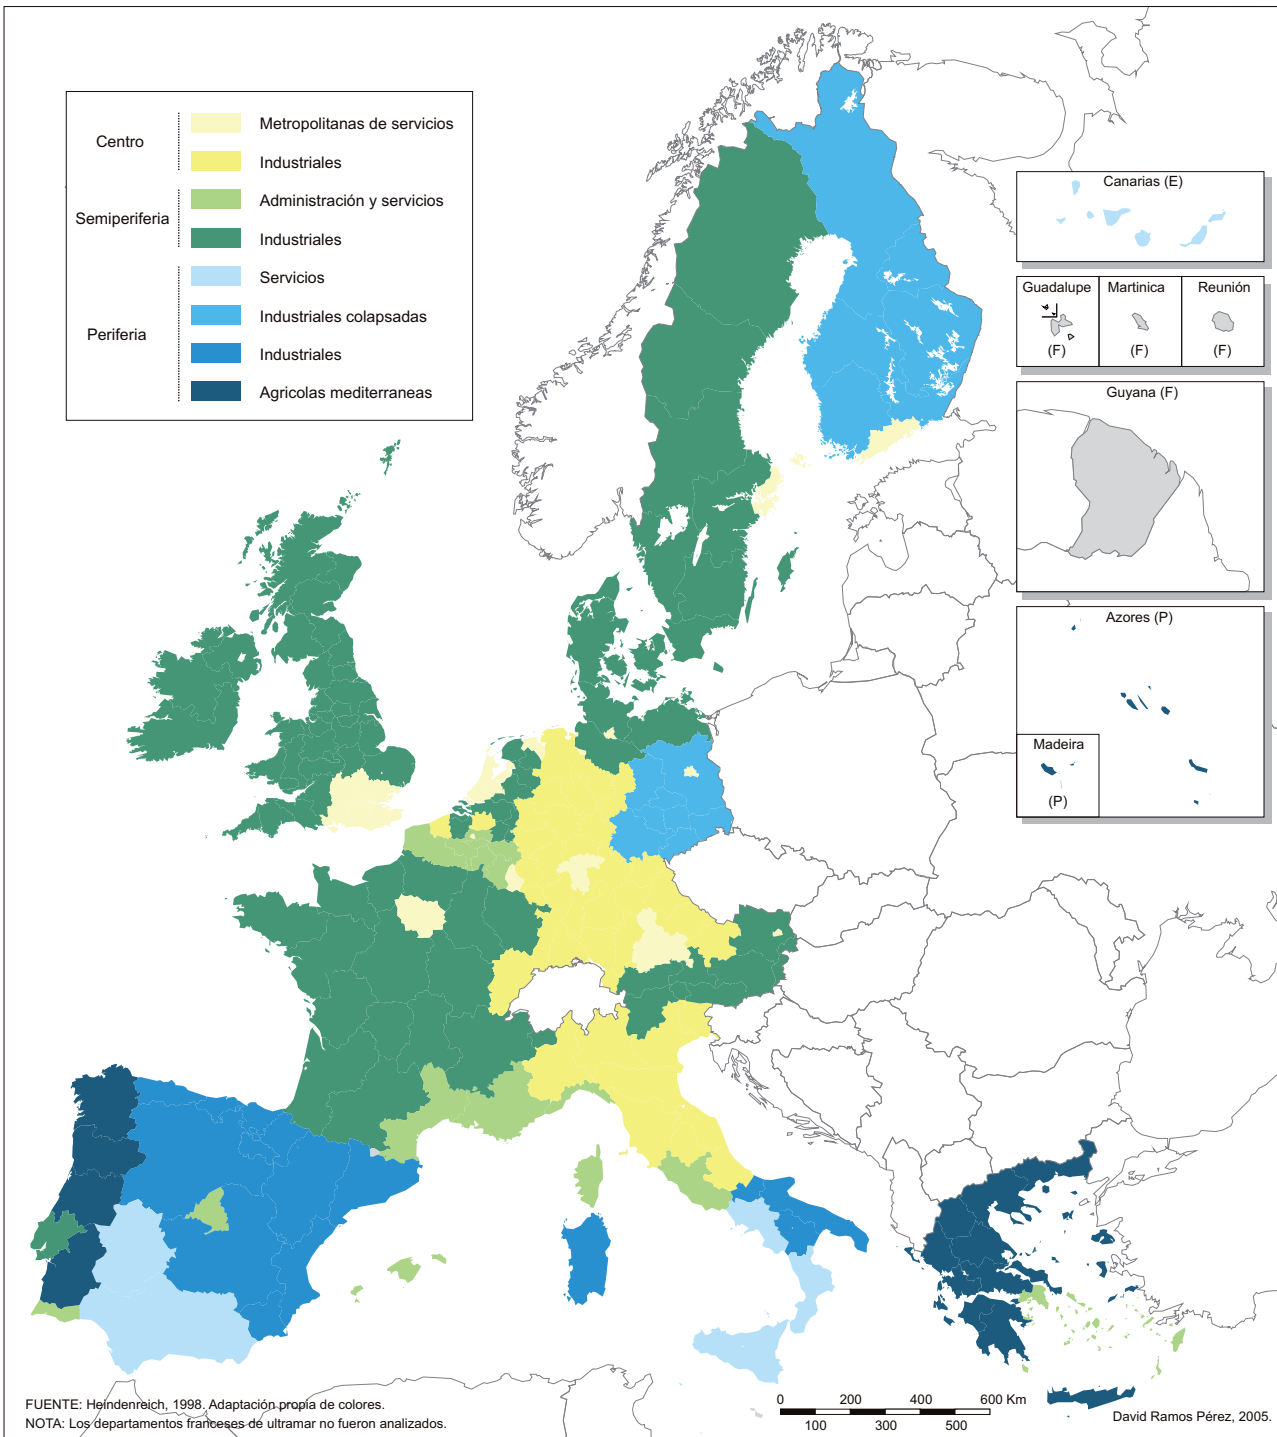 Centro
Metropolitanas de servicios
Industriales
Semiperiferia
Administración y servicios
Industriales
Periferia
Servicios
Industriales colapsadas
Industriales
Agricolas mediterraneas
Canarias (E)
Guadalupe
(F)
Martinica
(F)
Reunión
(F)
Guyana (F)
Azores (P)
Madeira
(P)
FUENTE: Heindenreich, 1998. Adaptación propia de colores.
NOTA: Los departamentos franceses de ultramar no fueron analizados.
0 200 400 600 Km
100 300 500
David Ramos Pérez, 2005.